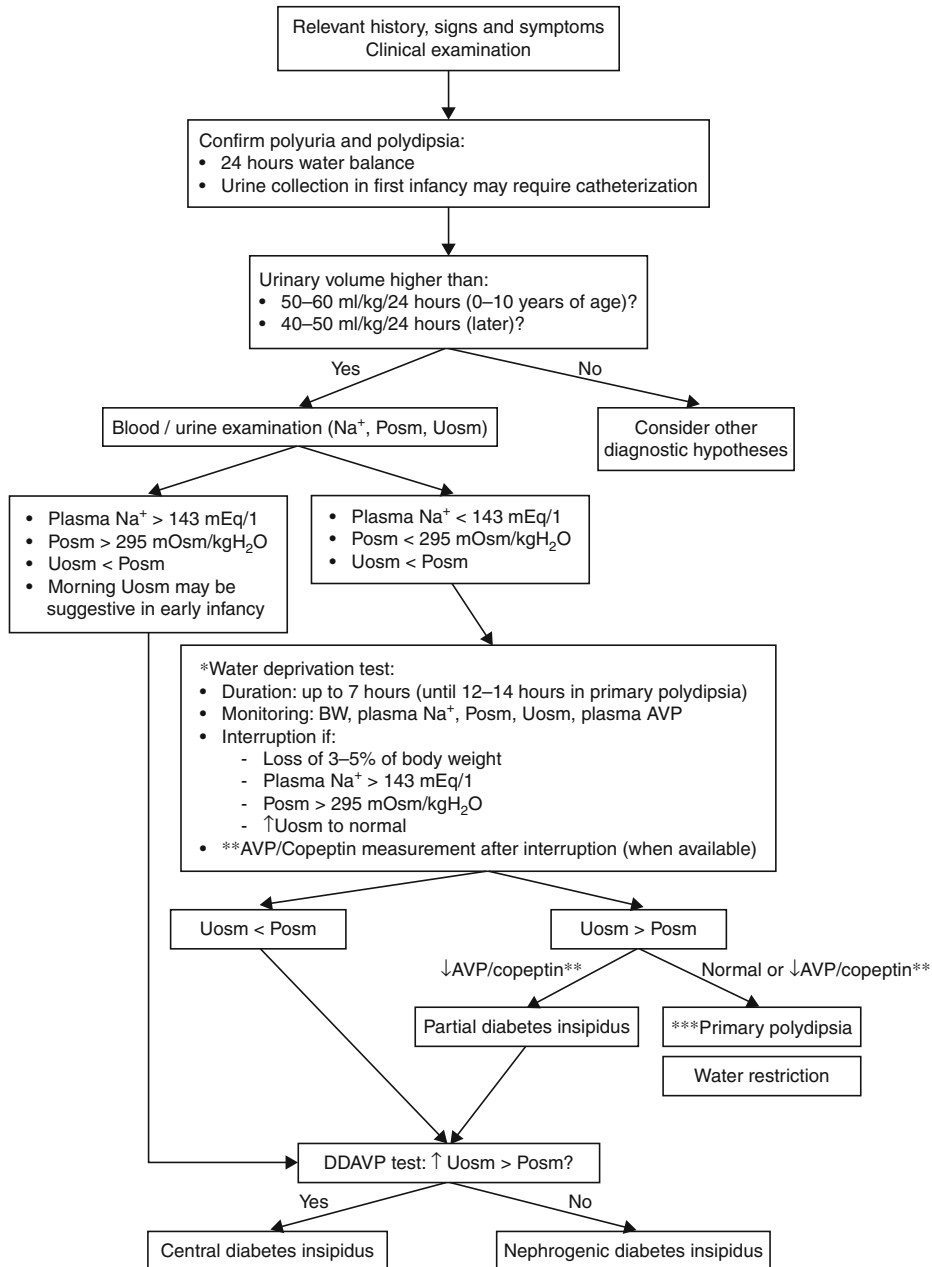 Relevant history, signs and symptoms
Clinical examination
Confirm polyuria and polydipsia:
• 24 hours water balance
• Urine collection in first infancy may require catheterization
Urinary volume higher than:
• 50–60 ml/kg/24 hours (0–10 years of age)?
• 40–50 ml/kg/24 hours (later)?
Yes
No
Blood / urine examination (Na⁺, Posm, Uosm)
Consider other
diagnostic hypotheses
• Plasma Na⁺ > 143 mEq/1
• Posm > 295 mOsm/kgH₂O
• Uosm < Posm
• Morning Uosm may be
suggestive in early infancy
• Plasma Na⁺ < 143 mEq/1
• Posm < 295 mOsm/kgH₂O
• Uosm < Posm
*Water deprivation test:
• Duration: up to 7 hours (until 12–14 hours in primary polydipsia)
• Monitoring: BW, plasma Na⁺, Posm, Uosm, plasma AVP
• Interruption if:
- Loss of 3–5% of body weight
- Plasma Na⁺ > 143 mEq/1
- Posm > 295 mOsm/kgH₂O
- ↑Uosm to normal
• **AVP/Copeptin measurement after interruption (when available)
Uosm < Posm
Uosm > Posm
↓AVP/copeptin**
Normal or ↓AVP/copeptin**
Partial diabetes insipidus
***Primary polydipsia
Water restriction
DDAVP test: ↑ Uosm > Posm?
Yes
No
Central diabetes insipidus
Nephrogenic diabetes insipidus